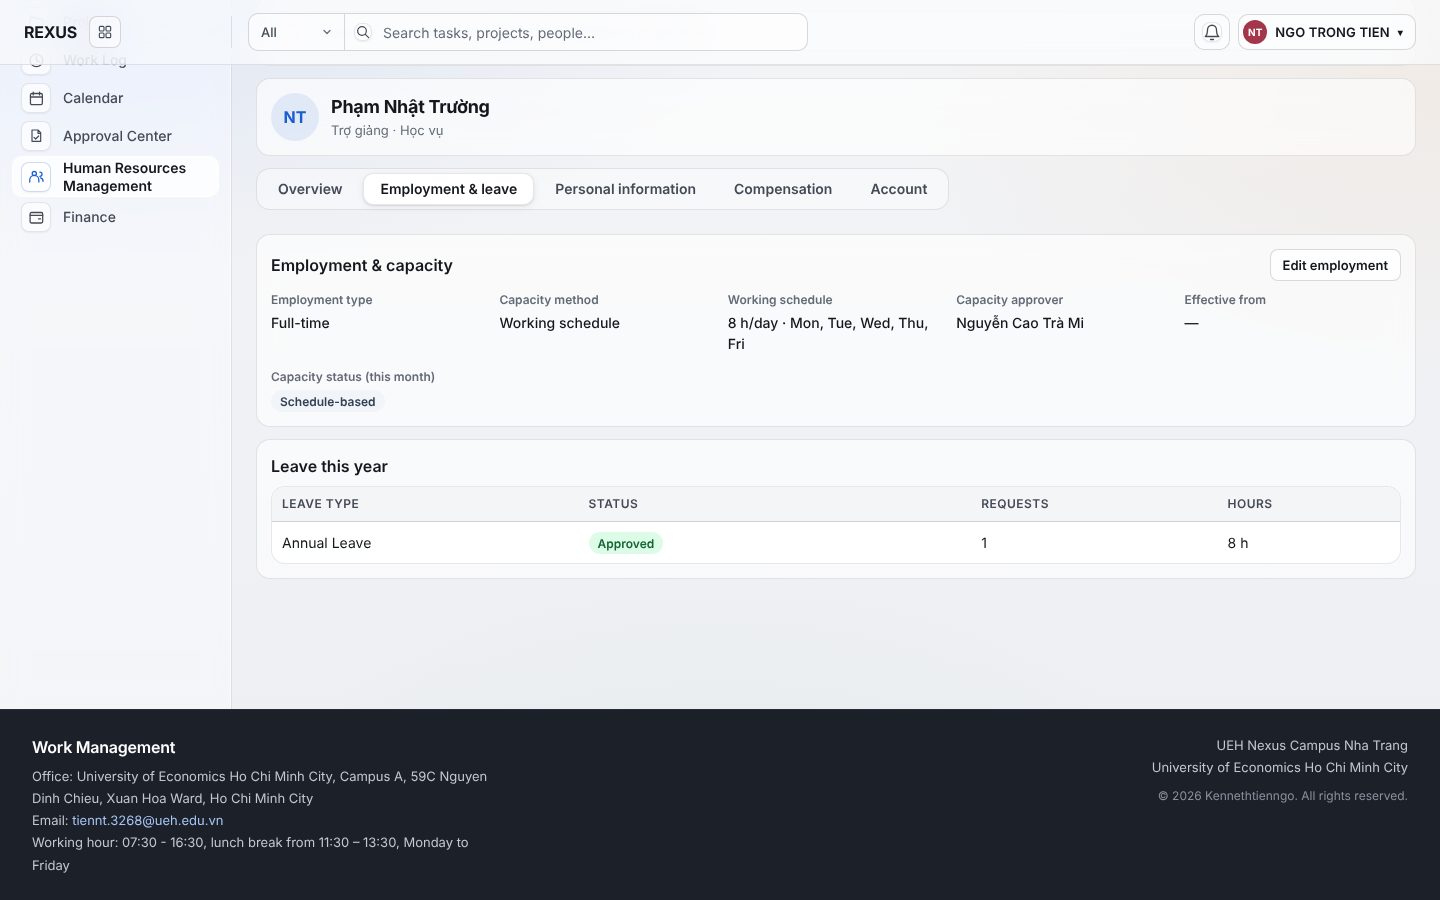 REXUS
All
Search tasks, projects, people...
NT NGO TRONG TIEN
Work Log
Calendar
Approval Center
Human Resources
Management
Finance
NT
Phạm Nhật Trường
Trợ giảng · Học vụ
Overview
Employment & leave
Personal information
Compensation
Account
Employment & capacity
Edit employment
Employment type
Full-time
Capacity method
Working schedule
Working schedule
8 h/day · Mon, Tue, Wed, Thu,
Fri
Capacity approver
Nguyễn Cao Trà Mi
Effective from
—
Capacity status (this month)
Schedule-based
Leave this year
LEAVE TYPE STATUS REQUESTS HOURS
Annual Leave Approved 1 8 h
Work Management
Office: University of Economics Ho Chi Minh City, Campus A, 59C Nguyen
Dinh Chieu, Xuan Hoa Ward, Ho Chi Minh City
Email: tiennt.3268@ueh.edu.vn
Working hour: 07:30 - 16:30, lunch break from 11:30 – 13:30, Monday to
Friday
UEH Nexus Campus Nha Trang
University of Economics Ho Chi Minh City
© 2026 Kennethtienngo. All rights reserved.